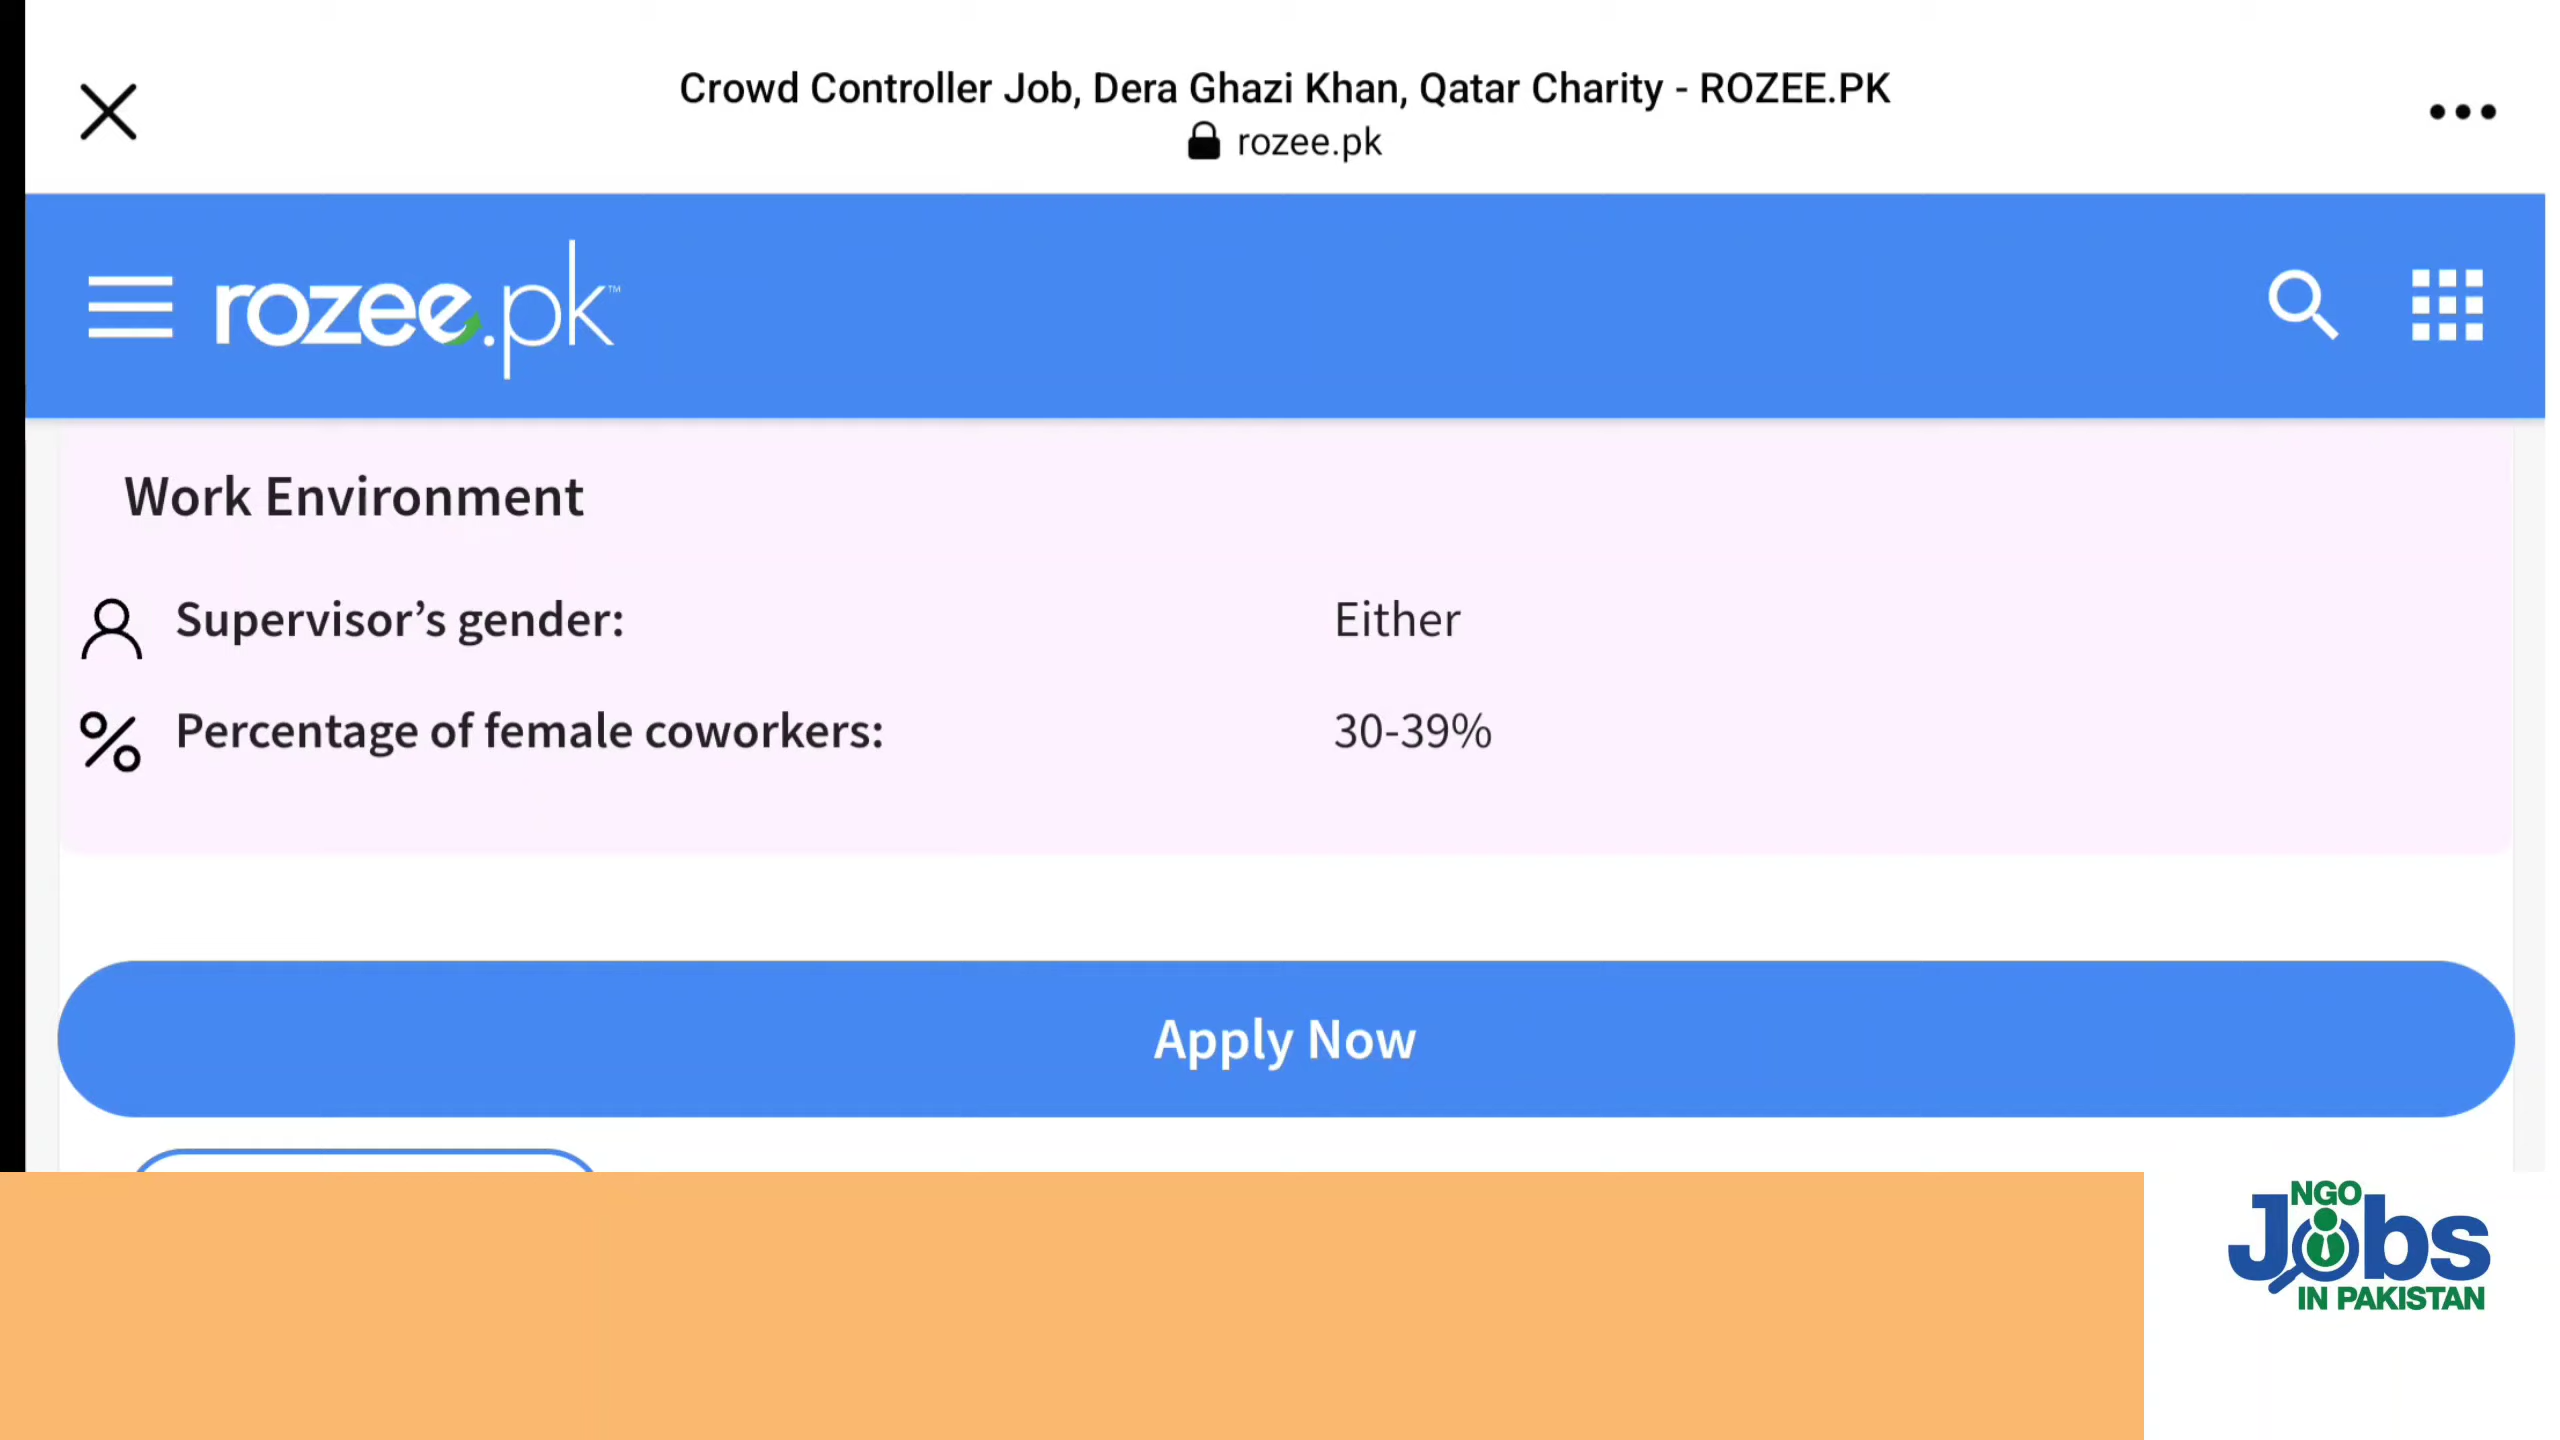 Crowd Controller Job, Dera Ghazi Khan, Qatar Charity - ROZEE.PK
rozee.pk
rozee.pk™
Work Environment
Supervisor’s gender: Either
Percentage of female coworkers: 30-39%
Apply Now
NGO
Jobs
IN PAKISTAN